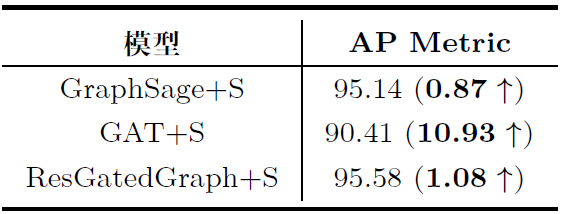 模型 AP Metric
GraphSage+S 95.14 (0.87 ↑)
GAT+S 90.41 (10.93 ↑)
ResGatedGraph+S 95.58 (1.08 ↑)